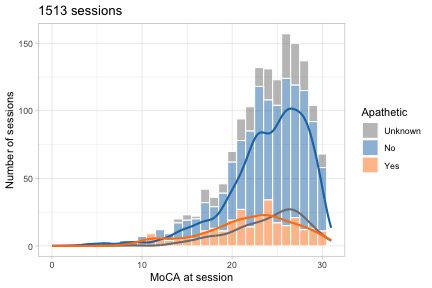 1513 sessions
150
100
50
0
Number of sessions
0
10
20
30
MoCA at session
Apathetic
Unknown
No
Yes